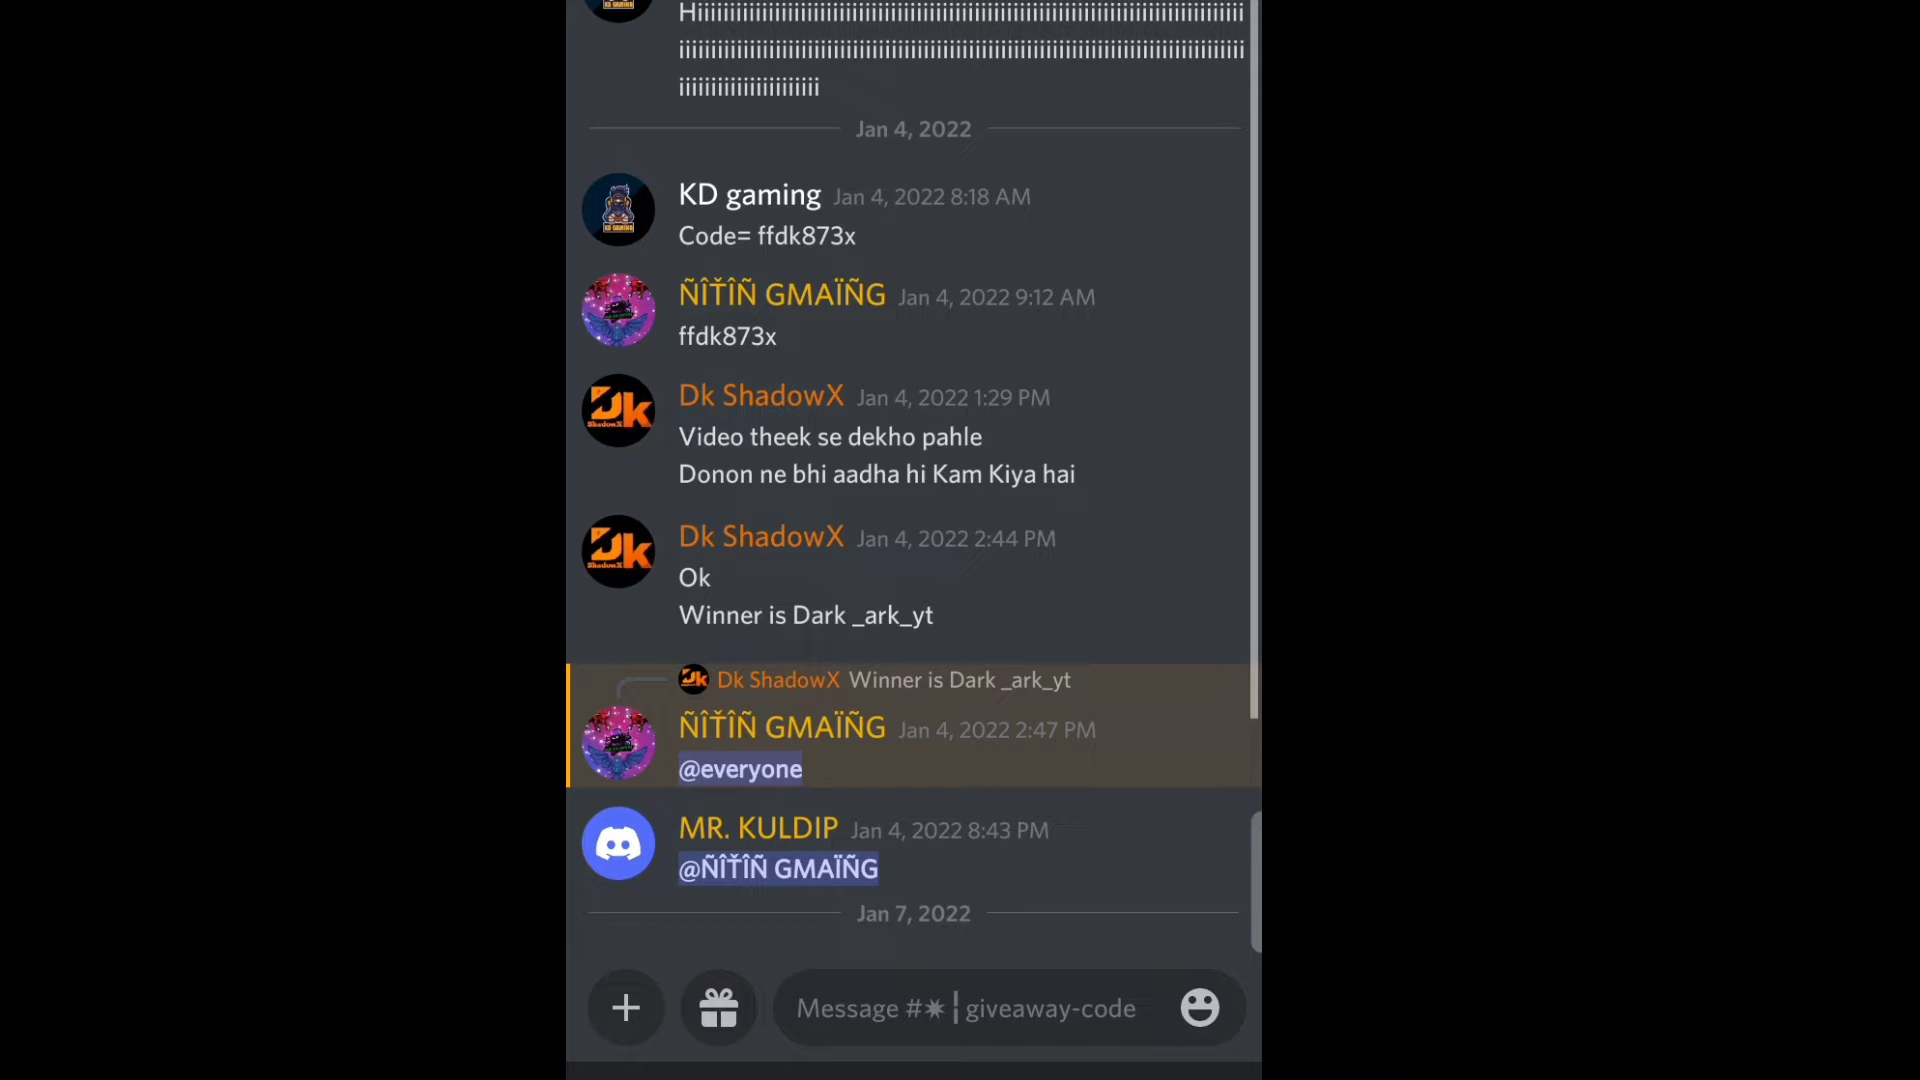 Hiiiiiiiiiiiiiiiiiiiiiiiiiiiiiiiiiiiiiiiiiiiiiiiiiiiiiiiiiiiiiiiiiiiiiiiiiiii
iiiiiiiiiiiiiiiiiiiiiiiiiiiiiiiiiiiiiiiiiiiiiiiiiiiiiiiiiiiiiiiiiiiiiiiiiiiiii
iiiiiiiiiiiiiiiiiiiiii
Jan 4, 2022
KD gaming Jan 4, 2022 8:18 AM
Code= ffdk873x
ÑÎŤÎÑ GMAÏÑG Jan 4, 2022 9:12 AM
ffdk873x
Dk ShadowX Jan 4, 2022 1:29 PM
Video theek se dekho pahle
Donon ne bhi aadha hi Kam Kiya hai
Dk ShadowX Jan 4, 2022 2:44 PM
Ok
Winner is Dark _ark_yt
Dk ShadowX Winner is Dark _ark_yt
ÑÎŤÎÑ GMAÏÑG Jan 4, 2022 2:47 PM
@everyone
MR. KULDIP Jan 4, 2022 8:43 PM
@ÑÎŤÎÑ GMAÏÑG
Jan 7, 2022
Message #✷┃giveaway-code